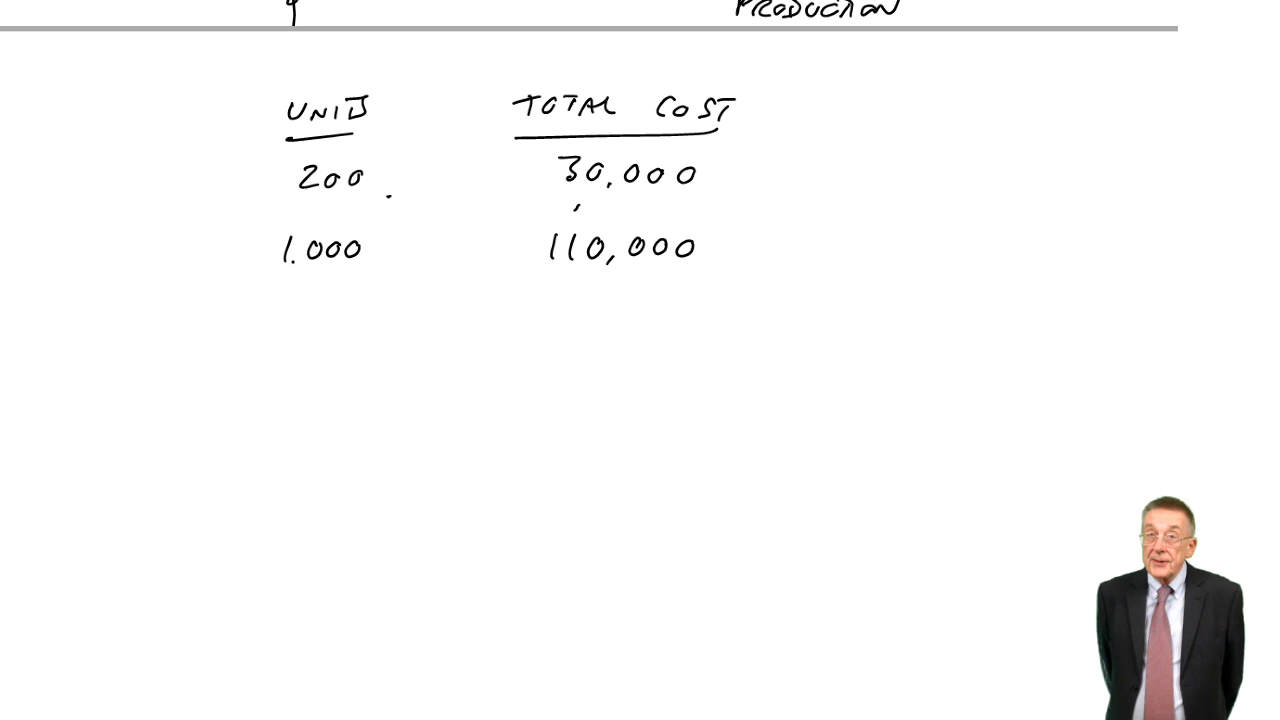 PRODUCTION
UNITS TOTAL COST
200 30,000
1.000 110,000